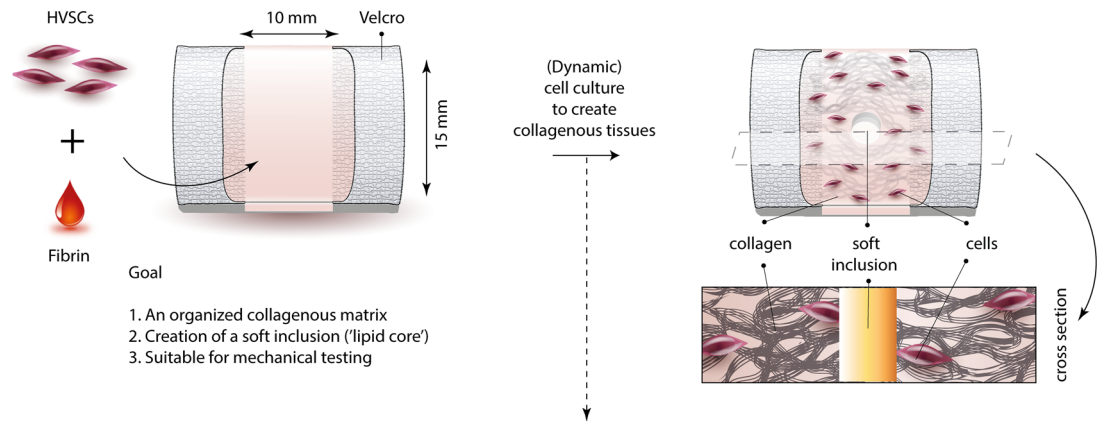 HVSCs
+
Fibrin
10 mm
Velcro
15 mm
Goal
1. An organized collagenous matrix
2. Creation of a soft inclusion ('lipid core')
3. Suitable for mechanical testing
(Dynamic)
cell culture
to create
collagenous tissues
collagen
soft
inclusion
cells
cross section